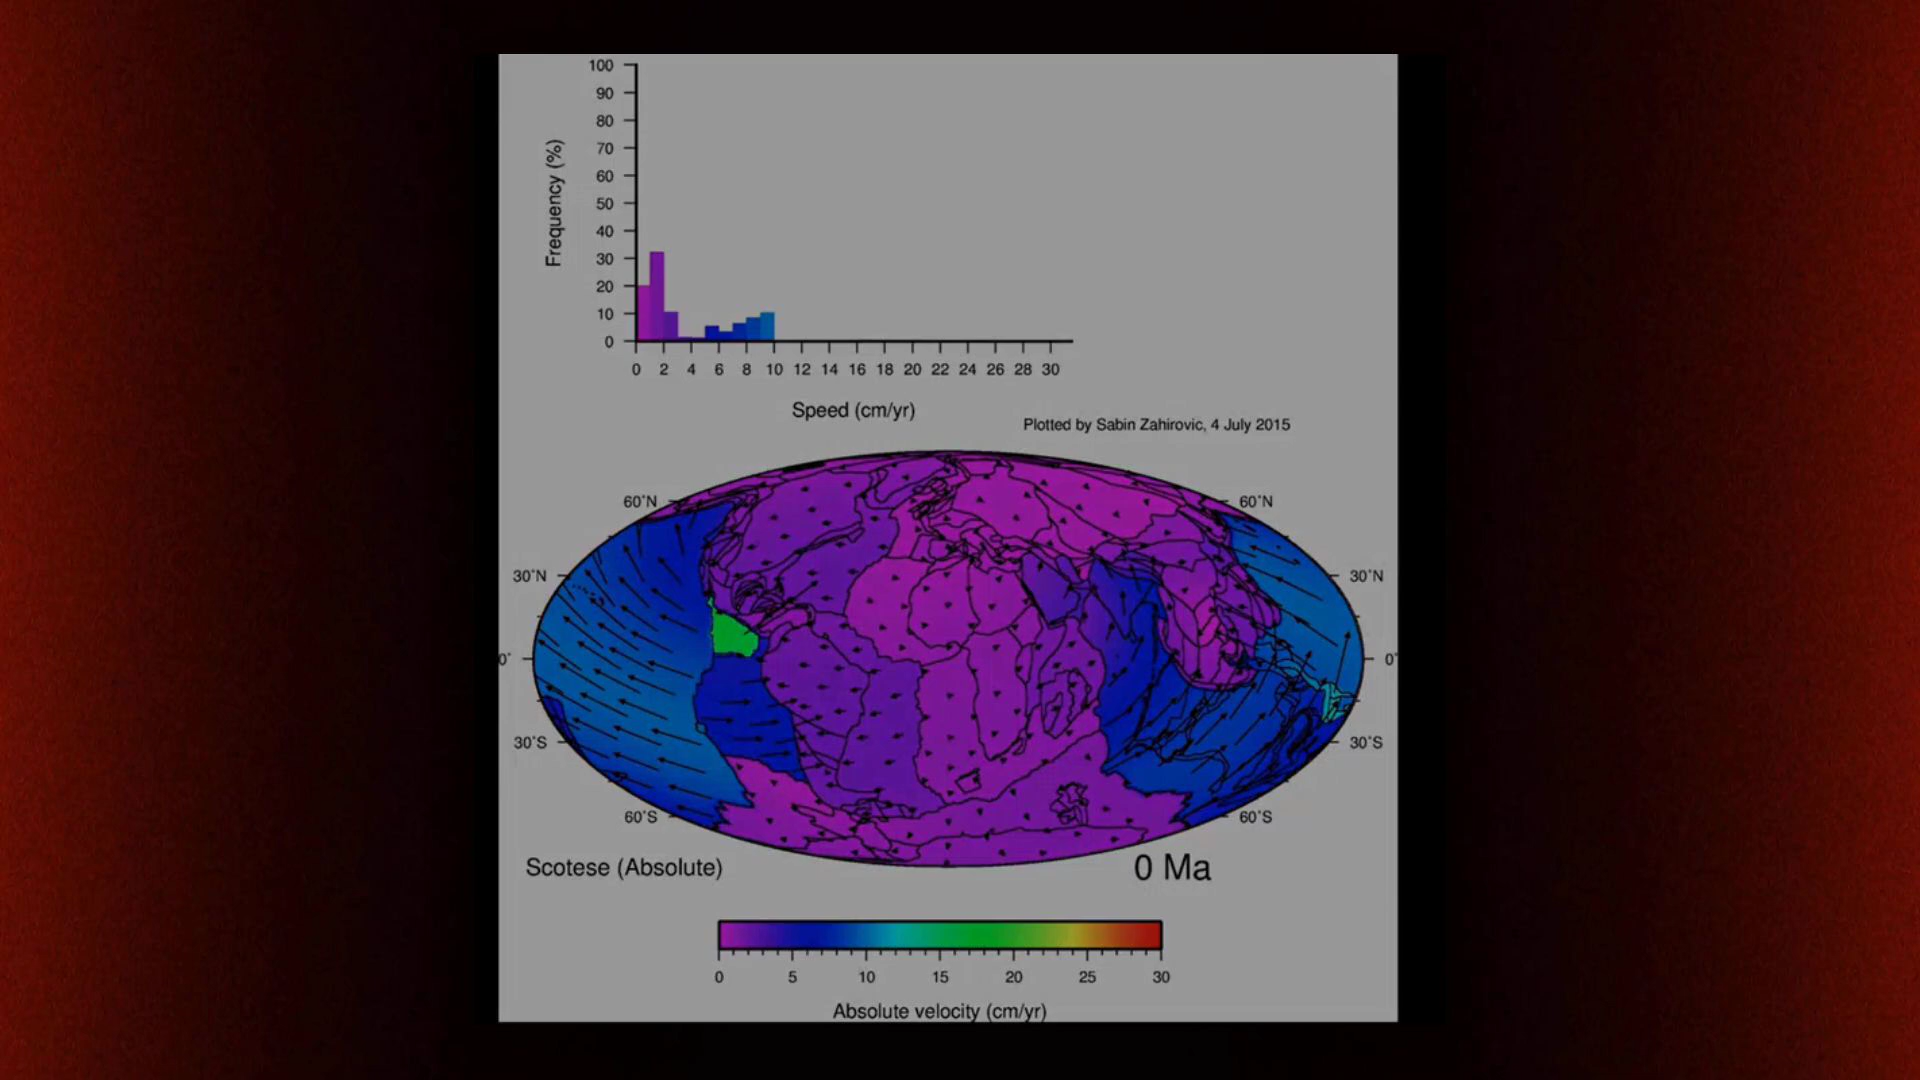 100
90
80
70
60
50
40
30
20
10
0
Frequency (%)
0 2 4 6 8 10 12 14 16 18 20 22 24 26 28 30
Speed (cm/yr)
Plotted by Sabin Zahirovic, 4 July 2015
60°N 60°N
30°N 30°N
0° 0°
30°S 30°S
60°S 60°S
Scotese (Absolute) 0 Ma
0 5 10 15 20 25 30
Absolute velocity (cm/yr)